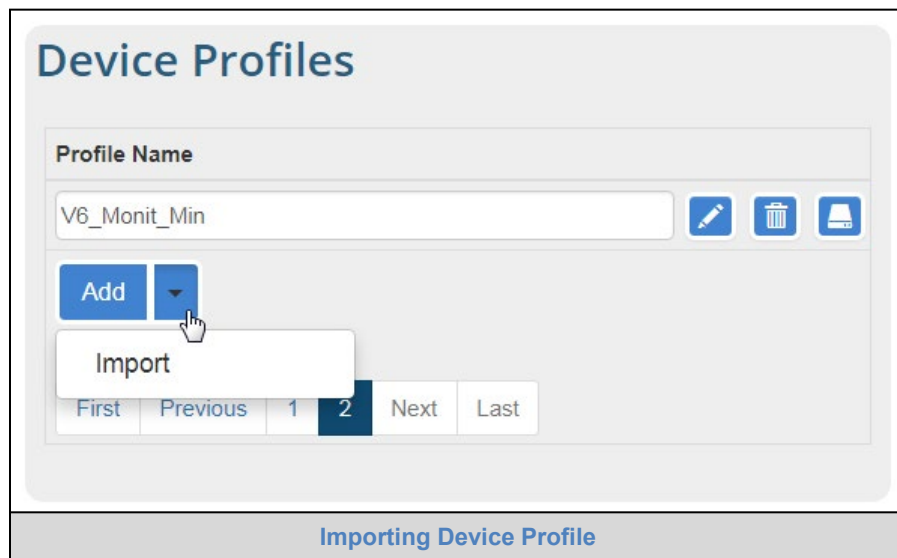 Device Profiles
Profile Name
V6_Monit_Min
Add
Import
First Previous 1 2 Next Last
Importing Device Profile